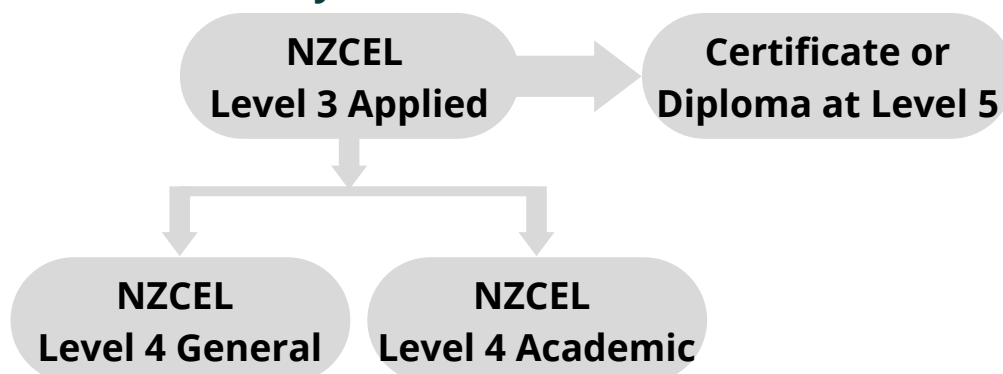 NZCEL
Level 3 Applied
Certificate or
Diploma at Level 5
NZCEL
Level 4 General
NZCEL
Level 4 Academic